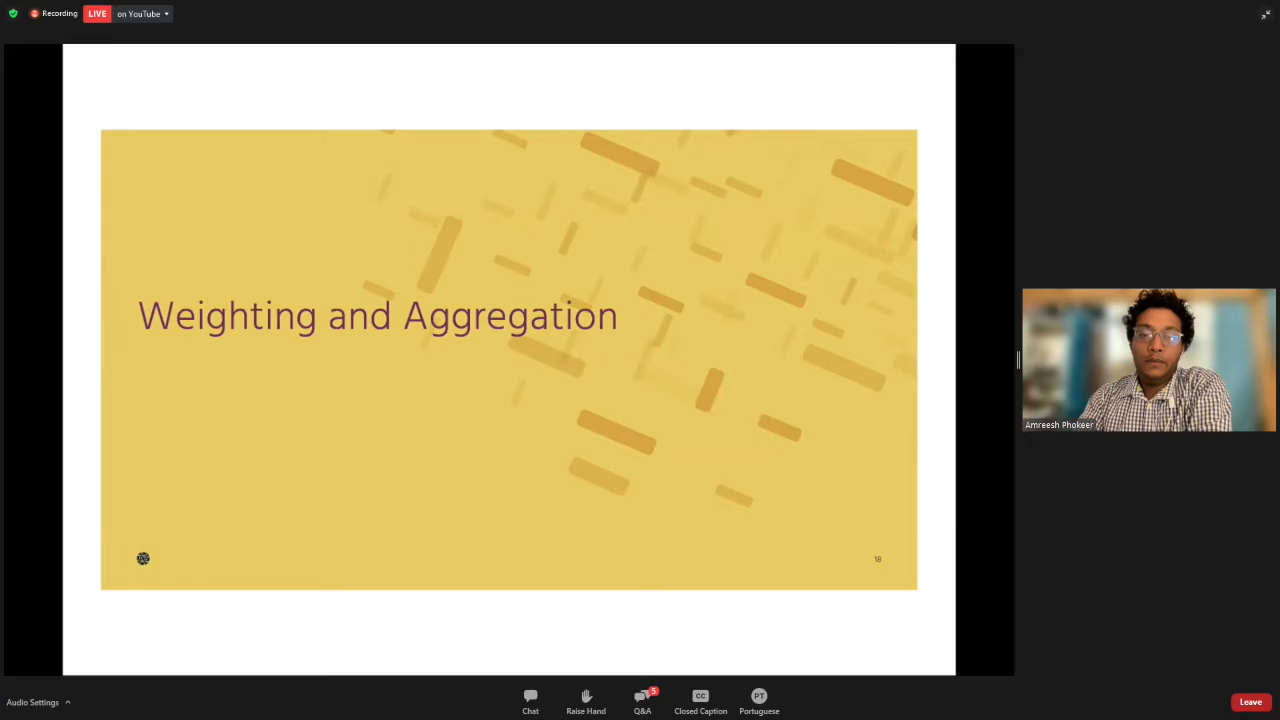 Recording
LIVE
on YouTube
Weighting and Aggregation
18
Amreesh Phokeer
Audio Settings
Chat
Raise Hand
5
Q&A
CC
Closed Caption
PT
Portuguese
Leave